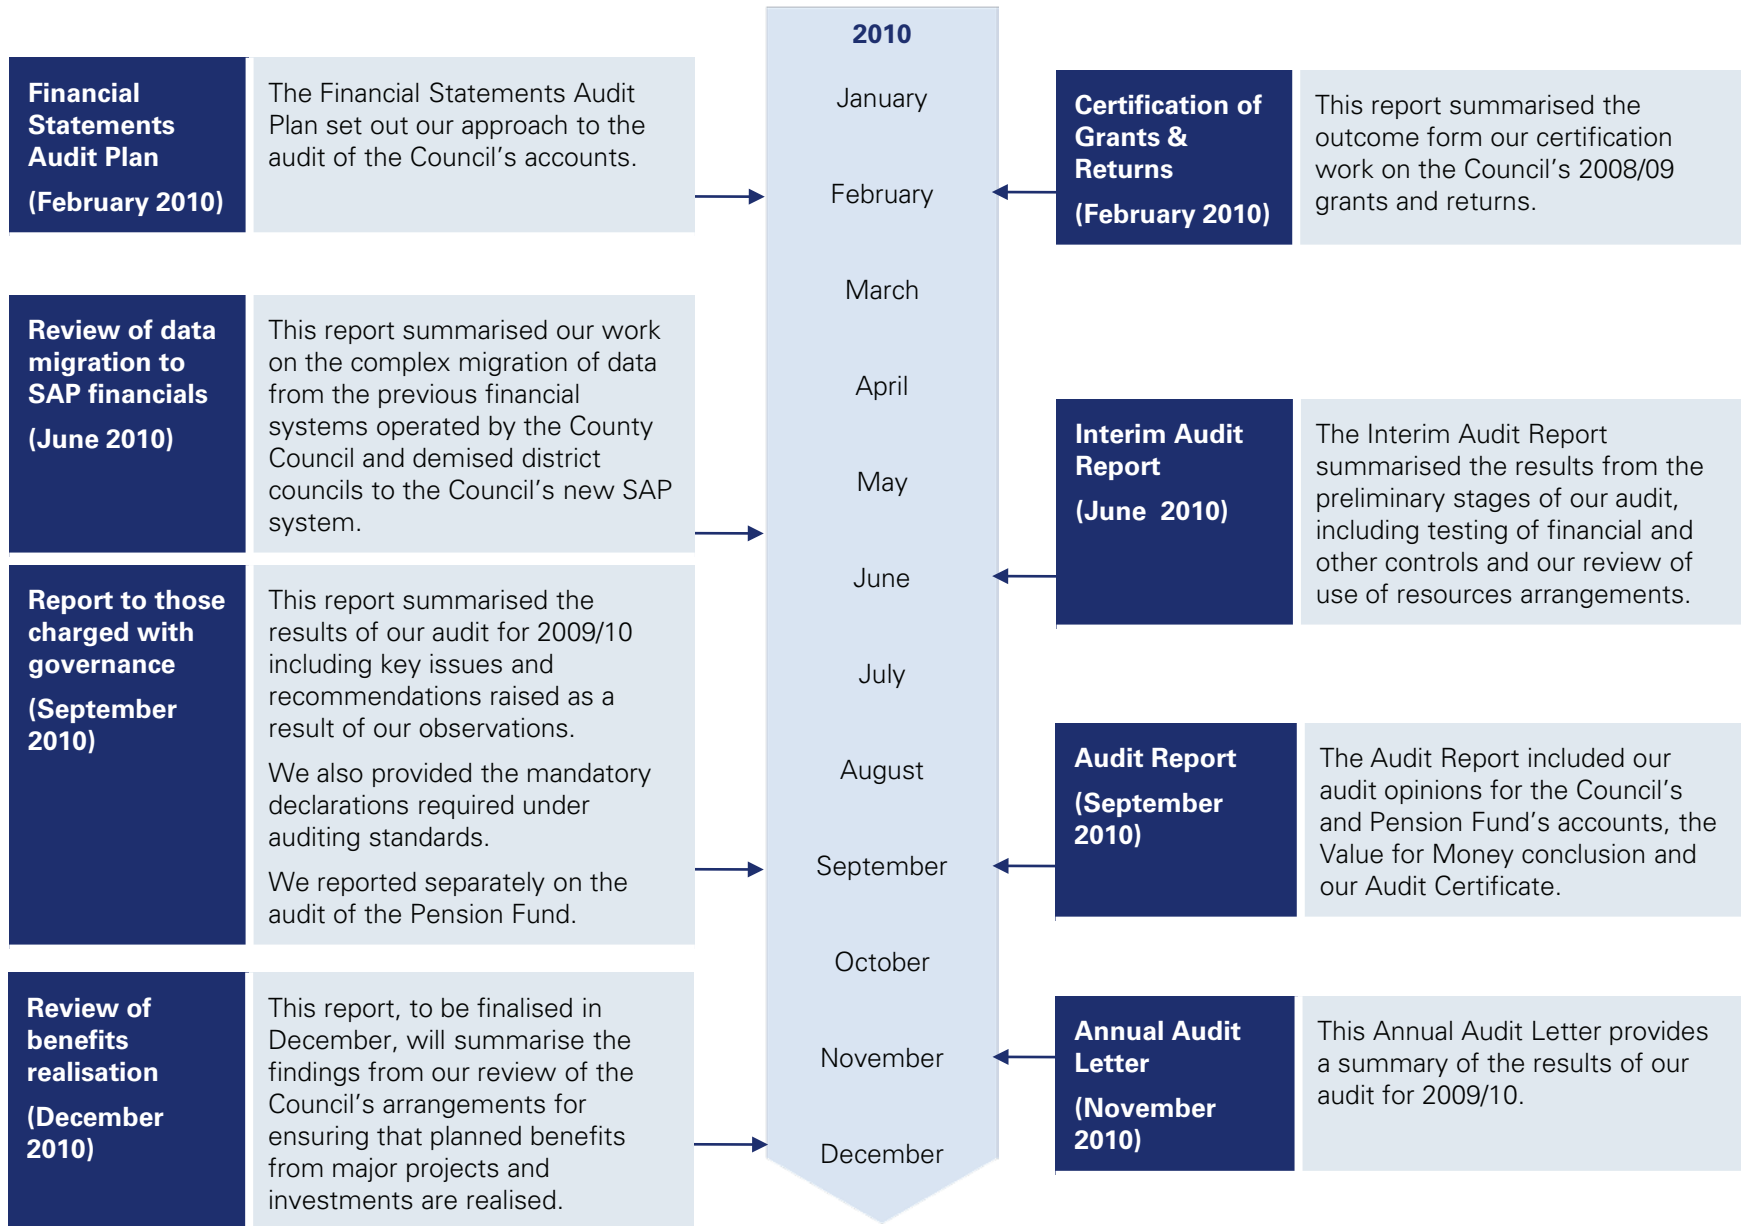 2010
January
February
March
April
May
June
July
August
September
October
November
December
Financial
Statements
Audit Plan
(February 2010)
The Financial Statements Audit
Plan set out our approach to the
audit of the Council's accounts.
Review of data
migration to
SAP financials
(June 2010)
This report summarised our work
on the complex migration of data
from the previous financial
systems operated by the County
Council and demised district
councils to the Council's new SAP
system.
Report to those
charged with
governance
(September
2010)
This report summarised the
results of our audit for 2009/10
including key issues and
recommendations raised as a
result of our observations.
We also provided the mandatory
declarations required under
auditing standards.
We reported separately on the
audit of the Pension Fund.
Review of
benefits
realisation
(December
2010)
This report, to be finalised in
December, will summarise the
findings from our review of the
Council's arrangements for
ensuring that planned benefits
from major projects and
investments are realised.
Certification of
Grants &
Returns
(February 2010)
This report summarised the
outcome form our certification
work on the Council's 2008/09
grants and returns.
Interim Audit
Report
(June  2010)
The Interim Audit Report
summarised the results from the
preliminary stages of our audit,
including testing of financial and
other controls and our review of
use of resources arrangements.
Audit Report
(September
2010)
The Audit Report included our
audit opinions for the Council's
and Pension Fund's accounts, the
Value for Money conclusion and
our Audit Certificate.
Annual Audit
Letter
(November
2010)
This Annual Audit Letter provides
a summary of the results of our
audit for 2009/10.